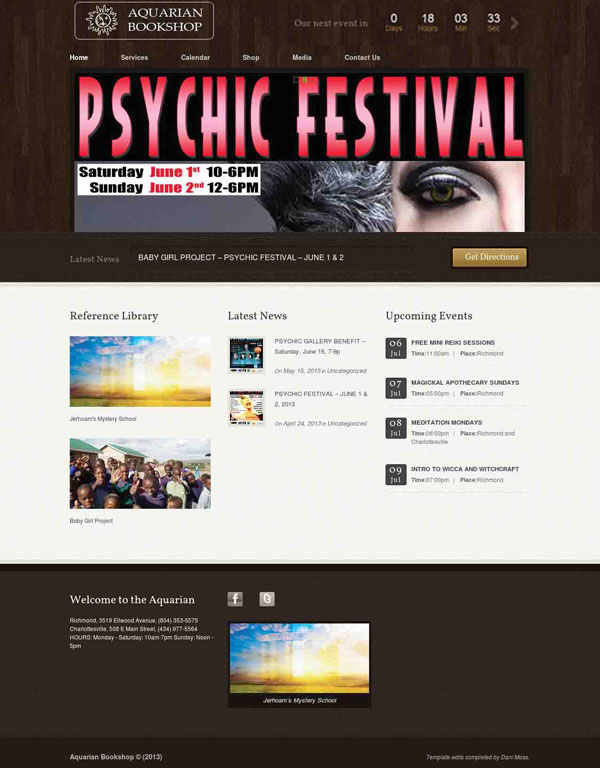 AQUARIAN
BOOKSHOP
Our next event in
0 18 03 33
Days Hours Min Sec
Home Services Calendar Shop Media Contact Us
PSYCHIC FESTIVAL
Saturday June 1st 10-6PM
Sunday June 2nd 12-6PM
Latest News BABY GIRL PROJECT – PSYCHIC FESTIVAL – JUNE 1 & 2 Get Directions
Reference Library
Jerhoam's Mystery School
Baby Girl Project
Latest News
PSYCHIC GALLERY BENEFIT –
Saturday, June 15, 7-9p
On May 15, 2013 in Uncategorized
PSYCHIC FESTIVAL – JUNE 1 &
2, 2013
On April 24, 2013 in Uncategorized
Upcoming Events
06 FREE MINI REIKI SESSIONS
Jul Time:11:00am | Place:Richmond
07 MAGICKAL APOTHECARY SUNDAYS
Jul Time:05:00pm | Place:Richmond
08 MEDITATION MONDAYS
Jul Time:06:00pm | Place:Richmond and
Charlottesville
09 INTRO TO WICCA AND WITCHCRAFT
Jul Time:07:00pm | Place:Richmond
Welcome to the Aquarian
Richmond, 3519 Ellwood Avenue, (804) 353-5575
Charlottesville, 508 E Main Street, (434) 977-5564
HOURS: Monday - Saturday: 10am-7pm Sunday: Noon -
5pm
Jerhoam's Mystery School
Aquarian Bookshop © (2013)
Template edits completed by Dani Moss.